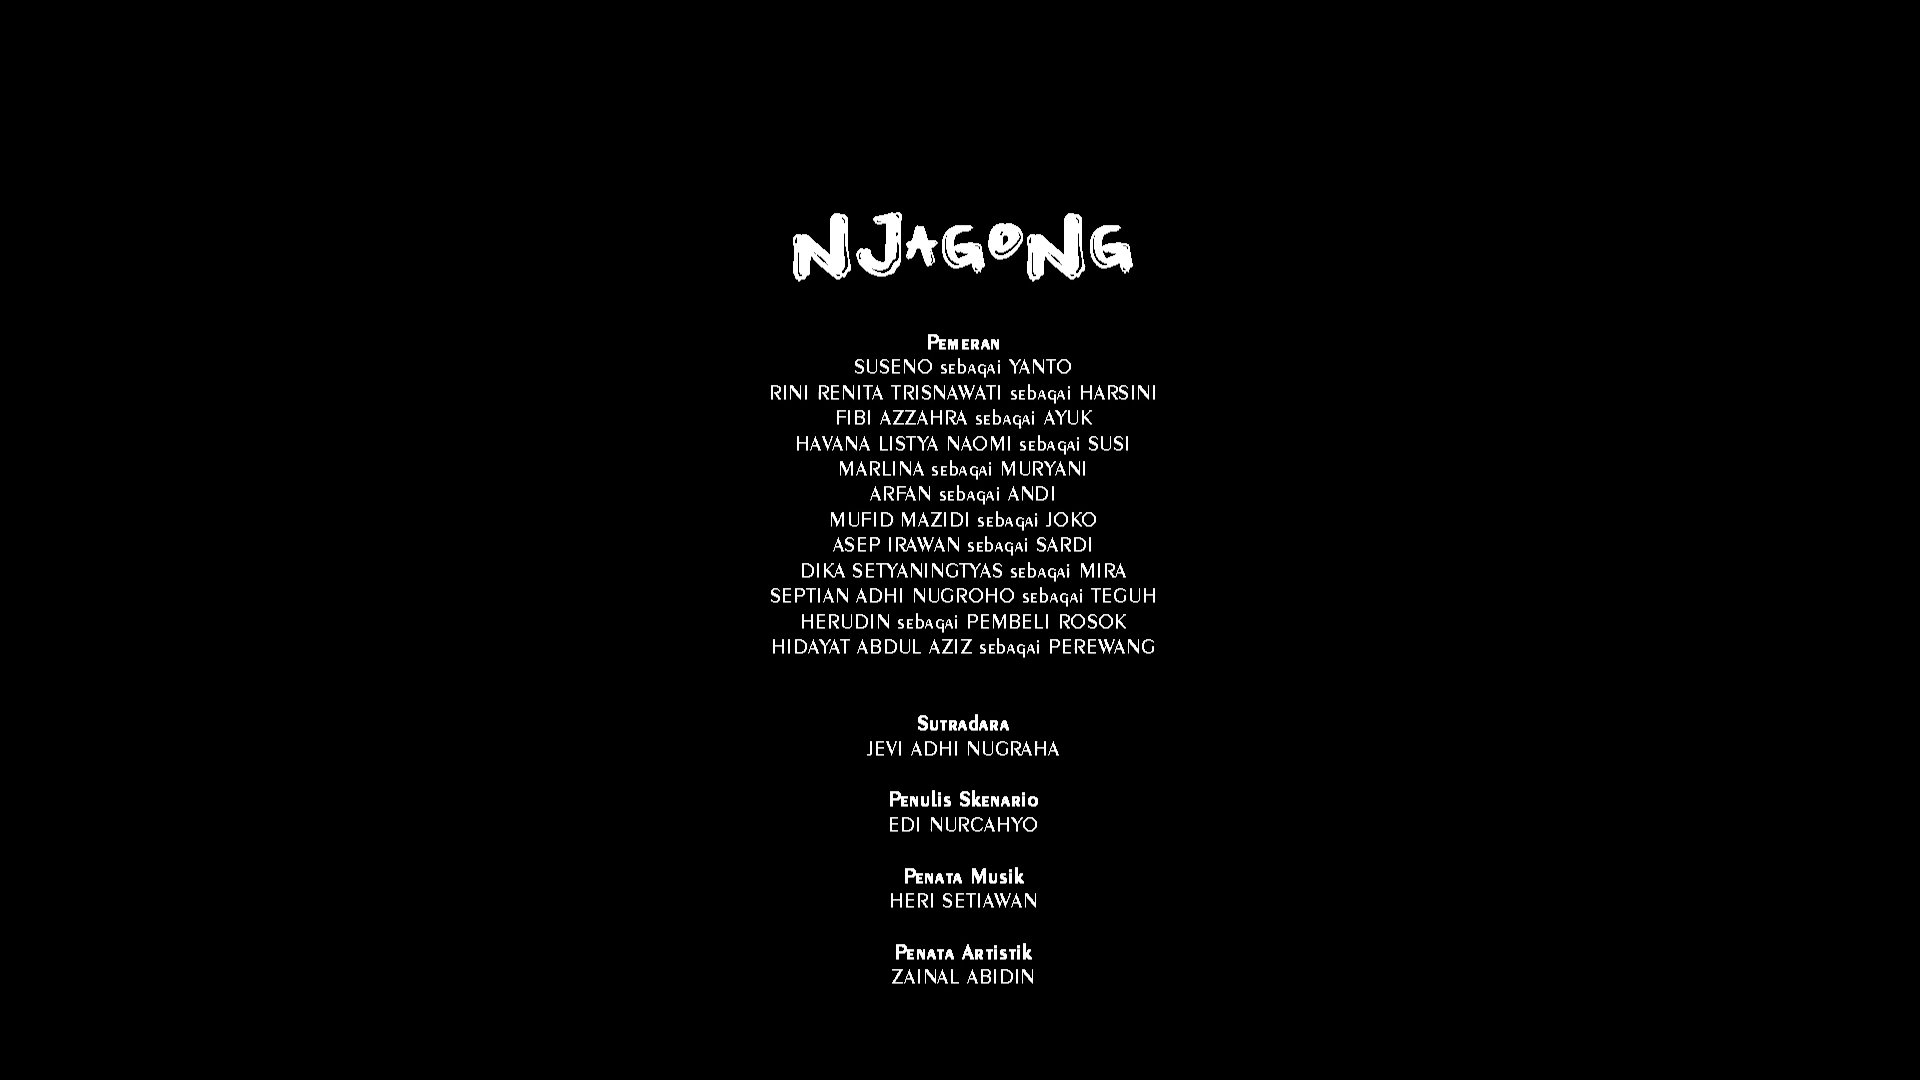 NJAGONG
Pemeran
SUSENO sebagai YANTO
RINI RENITA TRISNAWATI sebagai HARSINI
FIBI AZZAHRA sebagai AYUK
HAVANA LISTYA NAOMI sebagai SUSI
MARLINA sebagai MURYANI
ARFAN sebagai ANDI
MUFID MAZIDI sebagai JOKO
ASEP IRAWAN sebagai SARDI
DIKA SETYANINGTYAS sebagai MIRA
SEPTIAN ADHI NUGROHO sebagai TEGUH
HERUDIN sebagai PEMBELI ROSOK
HIDAYAT ABDUL AZIZ sebagai PEREWANG
Sutradara
JEVI ADHI NUGRAHA
Penulis Skenario
EDI NURCAHYO
Penata Musik
HERI SETIAWAN
Penata Artistik
ZAINAL ABIDIN